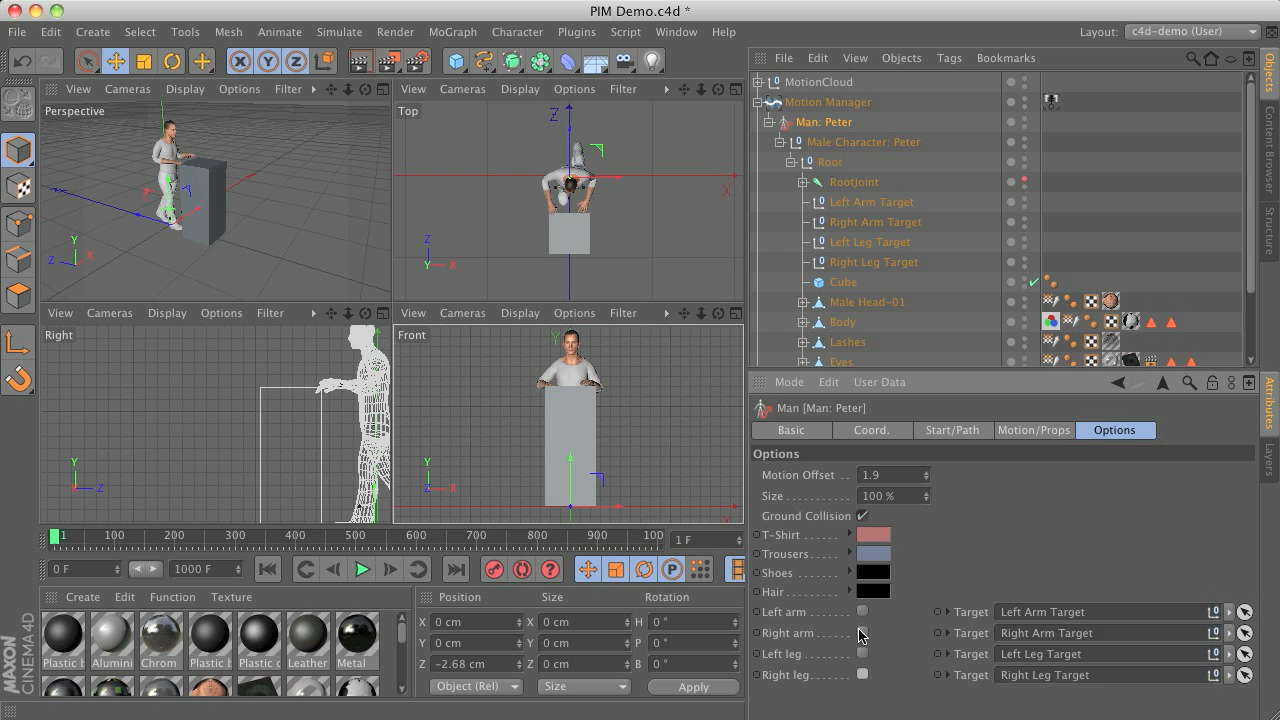 PIM Demo.c4d *
File Edit Create Select Tools Mesh Animate Simulate Render MoGraph Character Plugins Script Window Help Layout: c4d-demo (User)
File Edit View Objects Tags Bookmarks
View Cameras Display Options Filter View Cameras Display Options Filter
Perspective
Top
MotionCloud
Motion Manager
Man: Peter
Male Character: Peter
Root
RootJoint
Left Arm Target
Right Arm Target
Left Leg Target
Right Leg Target
Cube
Male Head-01
Body
Lashes
Eyes
Objects
Content Browser
Structure
Z
X
Z
Y X
Y
Z X
View Cameras Display Options Filter View Cameras Display Options Filter
Right
Front
Y
Y
X Z
Y
Z X
Mode Edit User Data
Attributes
Layers
Man [Man: Peter]
Basic Coord. Start/Path Motion/Props Options
Options
Motion Offset . . 1.9
Size . . . . . . . . . . . 100 %
Ground Collision
T-Shirt . . . . . .
Trousers . . . . .
Shoes . . . . . . .
Hair . . . . . . . .
Left arm . . . . . . . Target Left Arm Target
Right arm . . . . . . Target Right Arm Target
Left leg . . . . . . . . Target Left Leg Target
Right leg . . . . . . . Target Right Leg Target
1 100 200 300 400 500 600 700 800 900 100 1 F
0 F 1000 F
P
Create Edit Function Texture
Plastic b Alumini Chrom Plastic b Plastic c Leather Metal
Position Size Rotation
X 0 cm X 0 cm H 0 °
Y 0 cm Y 0 cm P 0 °
Z -2.68 cm Z 0 cm B 0 °
Object (Rel) Size Apply
MAXON
CINEMA 4D